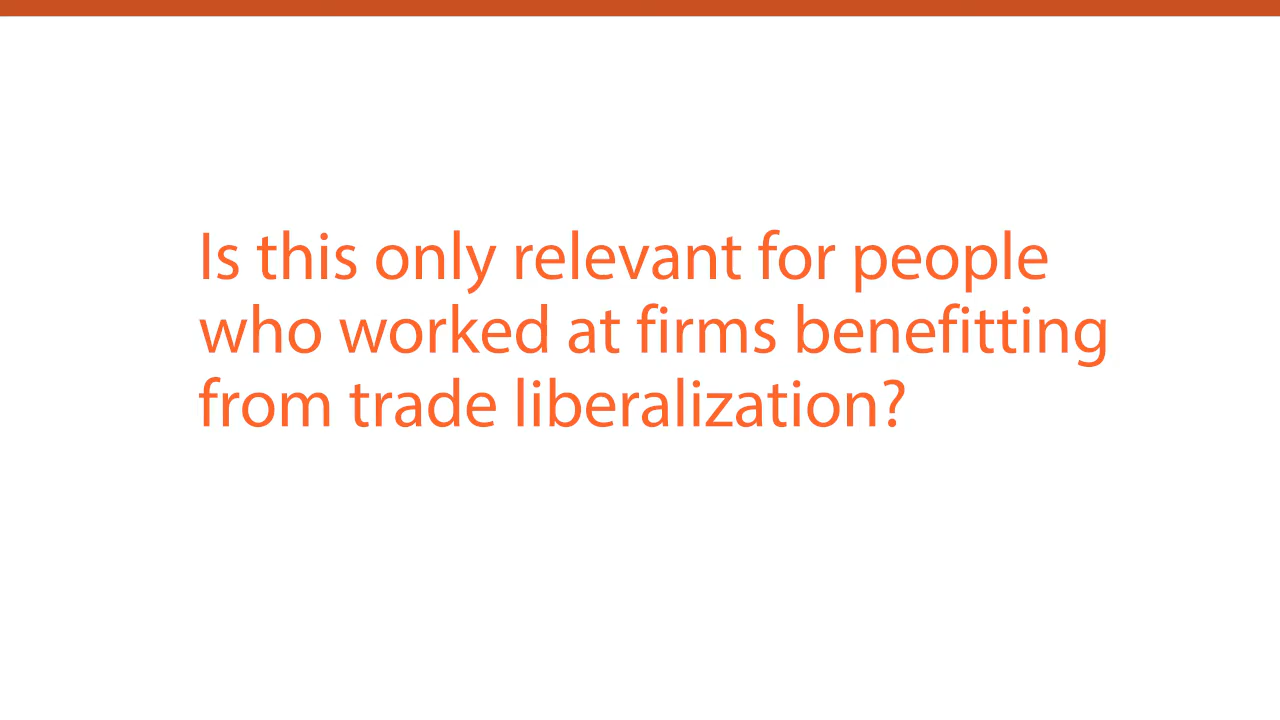 Is this only relevant for people
who worked at firms benefitting
from trade liberalization?